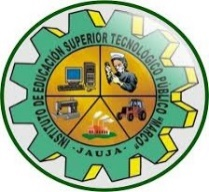 INSTITUTO DE EDUCACIÓN SUPERIOR TECNOLÓGICO PÚBLICO "MARCO"
-JAUJA-